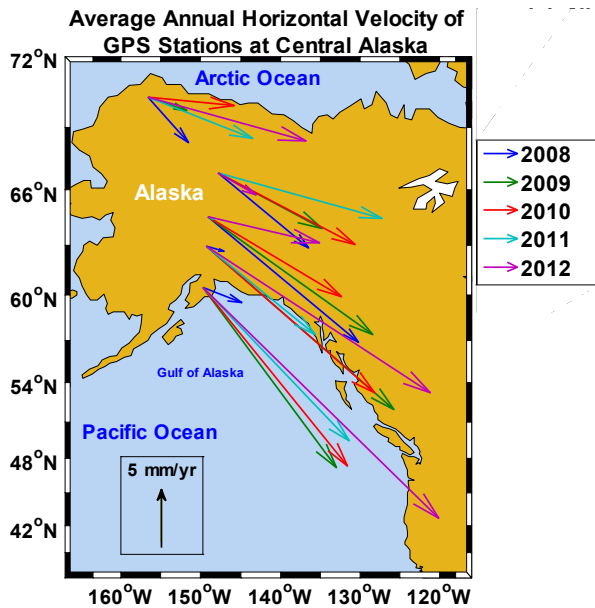 Average Annual Horizontal Velocity of
GPS Stations at Central Alaska
72°N
66°N
60°N
54°N
48°N
42°N
Arctic Ocean
Alaska
Gulf of Alaska
Pacific Ocean
5 mm/yr
160°W
150°W
140°W
130°W
120°W
2008
2009
2010
2011
2012